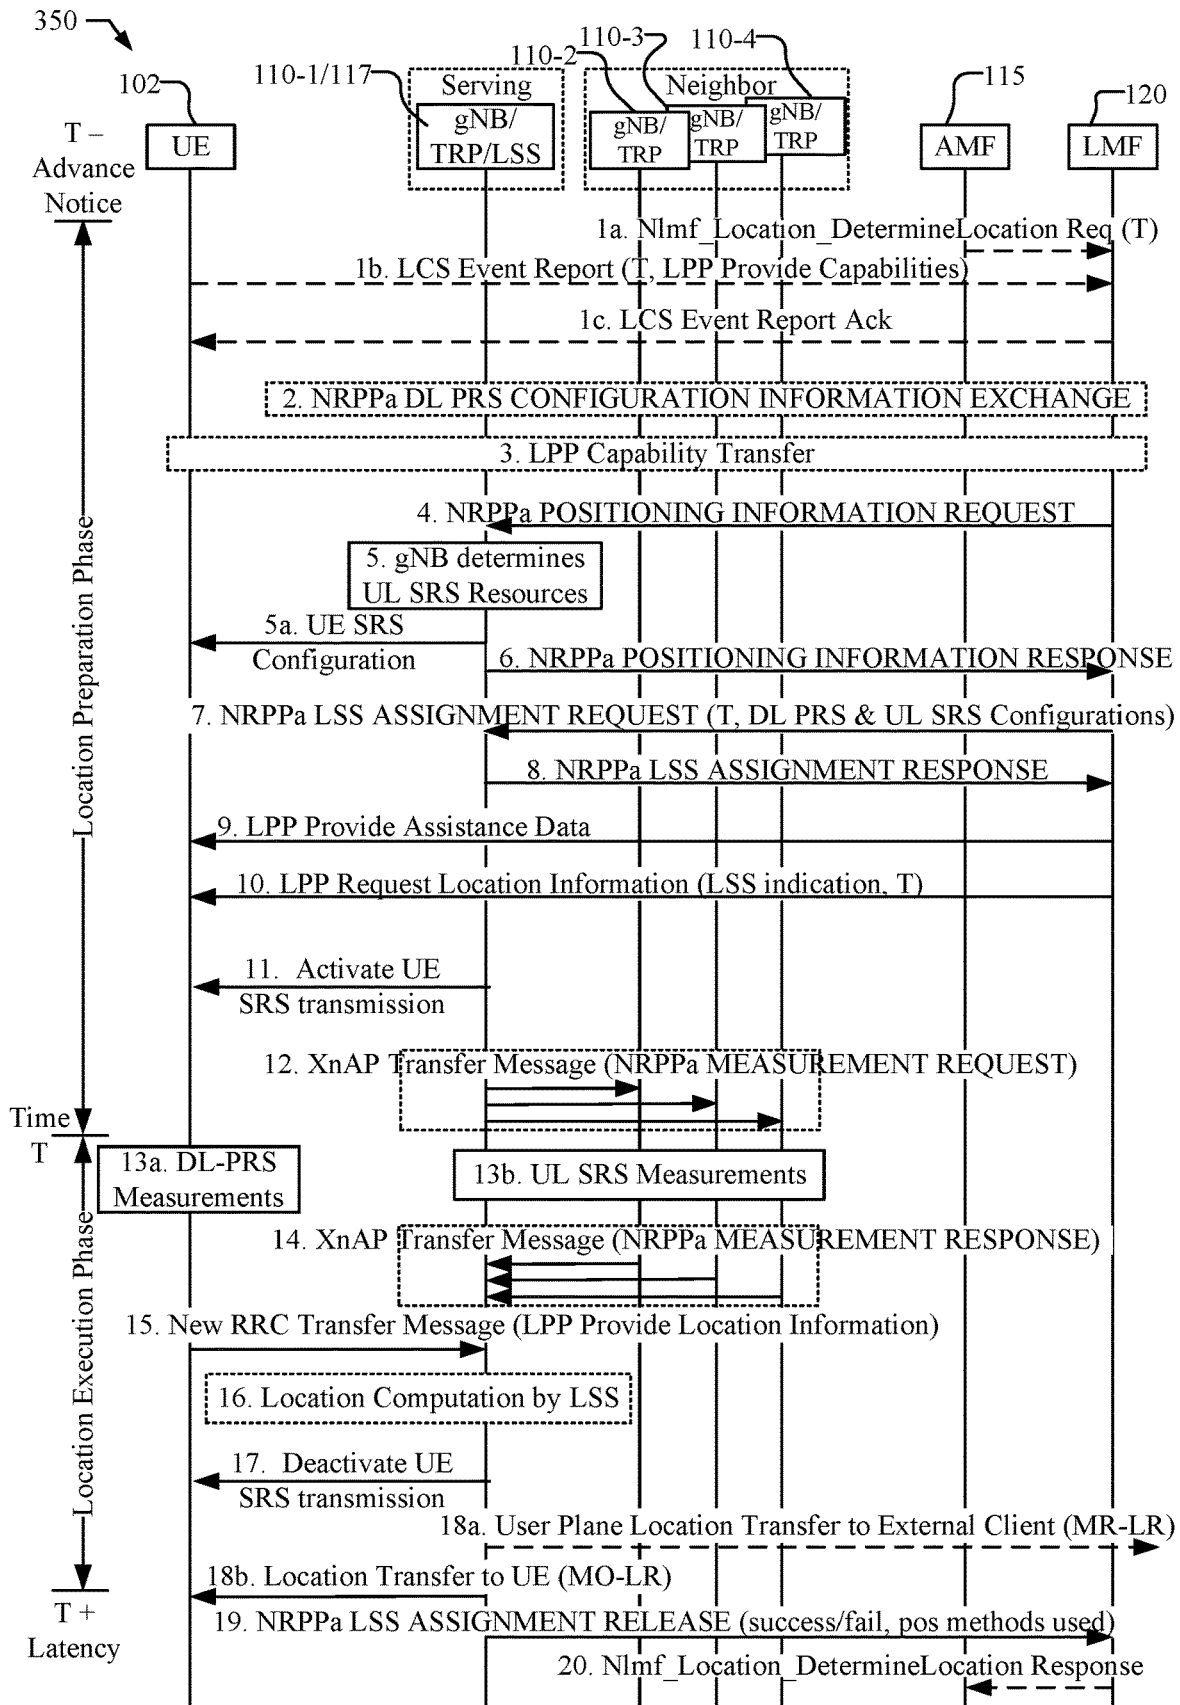 350
110-3
110-4
110-2
Serving
Neighbor
102
110-1/117
115
120
UE
gNB/
TRP/LSS
gNB/
TRP
gNB/
TRP
gNB/
TRP
AMF
LMF
T –
Advance
Notice
1a. Nlmf_Location_DetermineLocation Req (T)
1b. LCS Event Report (T, LPP Provide Capabilities)
1c. LCS Event Report Ack
2. NRPPa DL PRS CONFIGURATION INFORMATION EXCHANGE
3. LPP Capability Transfer
4. NRPPa POSITIONING INFORMATION REQUEST
5. gNB determines
UL SRS Resources
5a. UE SRS
Configuration
6. NRPPa POSITIONING INFORMATION RESPONSE
Location Preparation Phase
7. NRPPa LSS ASSIGNMENT REQUEST (T, DL PRS & UL SRS Configurations)
8. NRPPa LSS ASSIGNMENT RESPONSE
9. LPP Provide Assistance Data
10. LPP Request Location Information (LSS indication, T)
11. Activate UE
SRS transmission
12. XnAP Transfer Message (NRPPa MEASUREMENT REQUEST)
Time
T
13a. DL-PRS
Measurements
13b. UL SRS Measurements
14. XnAP Transfer Message (NRPPa MEASUREMENT RESPONSE)
15. New RRC Transfer Message (LPP Provide Location Information)
Location Execution Phase
16. Location Computation by LSS
17. Deactivate UE
SRS transmission
18a. User Plane Location Transfer to External Client (MR-LR)
18b. Location Transfer to UE (MO-LR)
T +
Latency
19. NRPPa LSS ASSIGNMENT RELEASE (success/fail, pos methods used)
20. Nlmf_Location_DetermineLocation Response